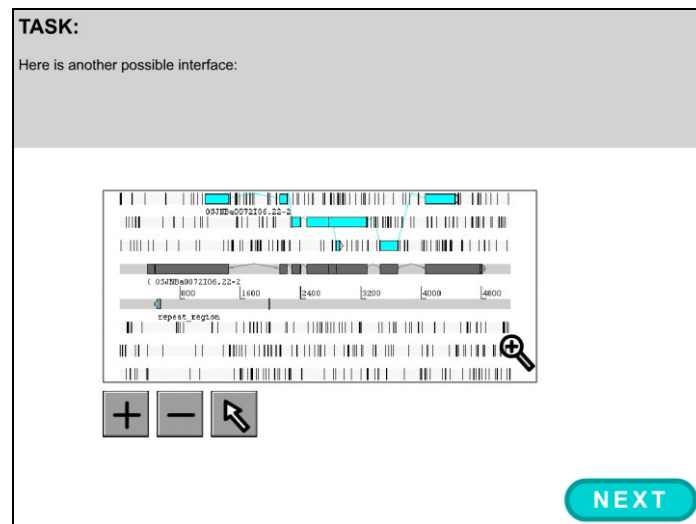 TASK:
Here is another possible interface:
OSJNBa0072I06.22-2
( OSJNBa0072I06.22-2
800 1600 2400 3200 4000 4800
repeat_region
NEXT